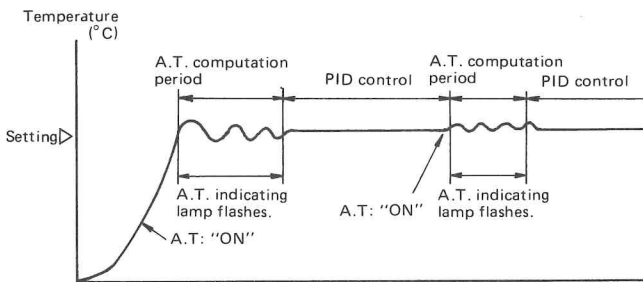 Temperature
(°C)
A.T. computation
period
PID control
A.T. computation
period
PID control
Setting
A.T. indicating
lamp flashes.
A.T: "ON"
A.T: "ON"
A.T. indicating
lamp flashes.